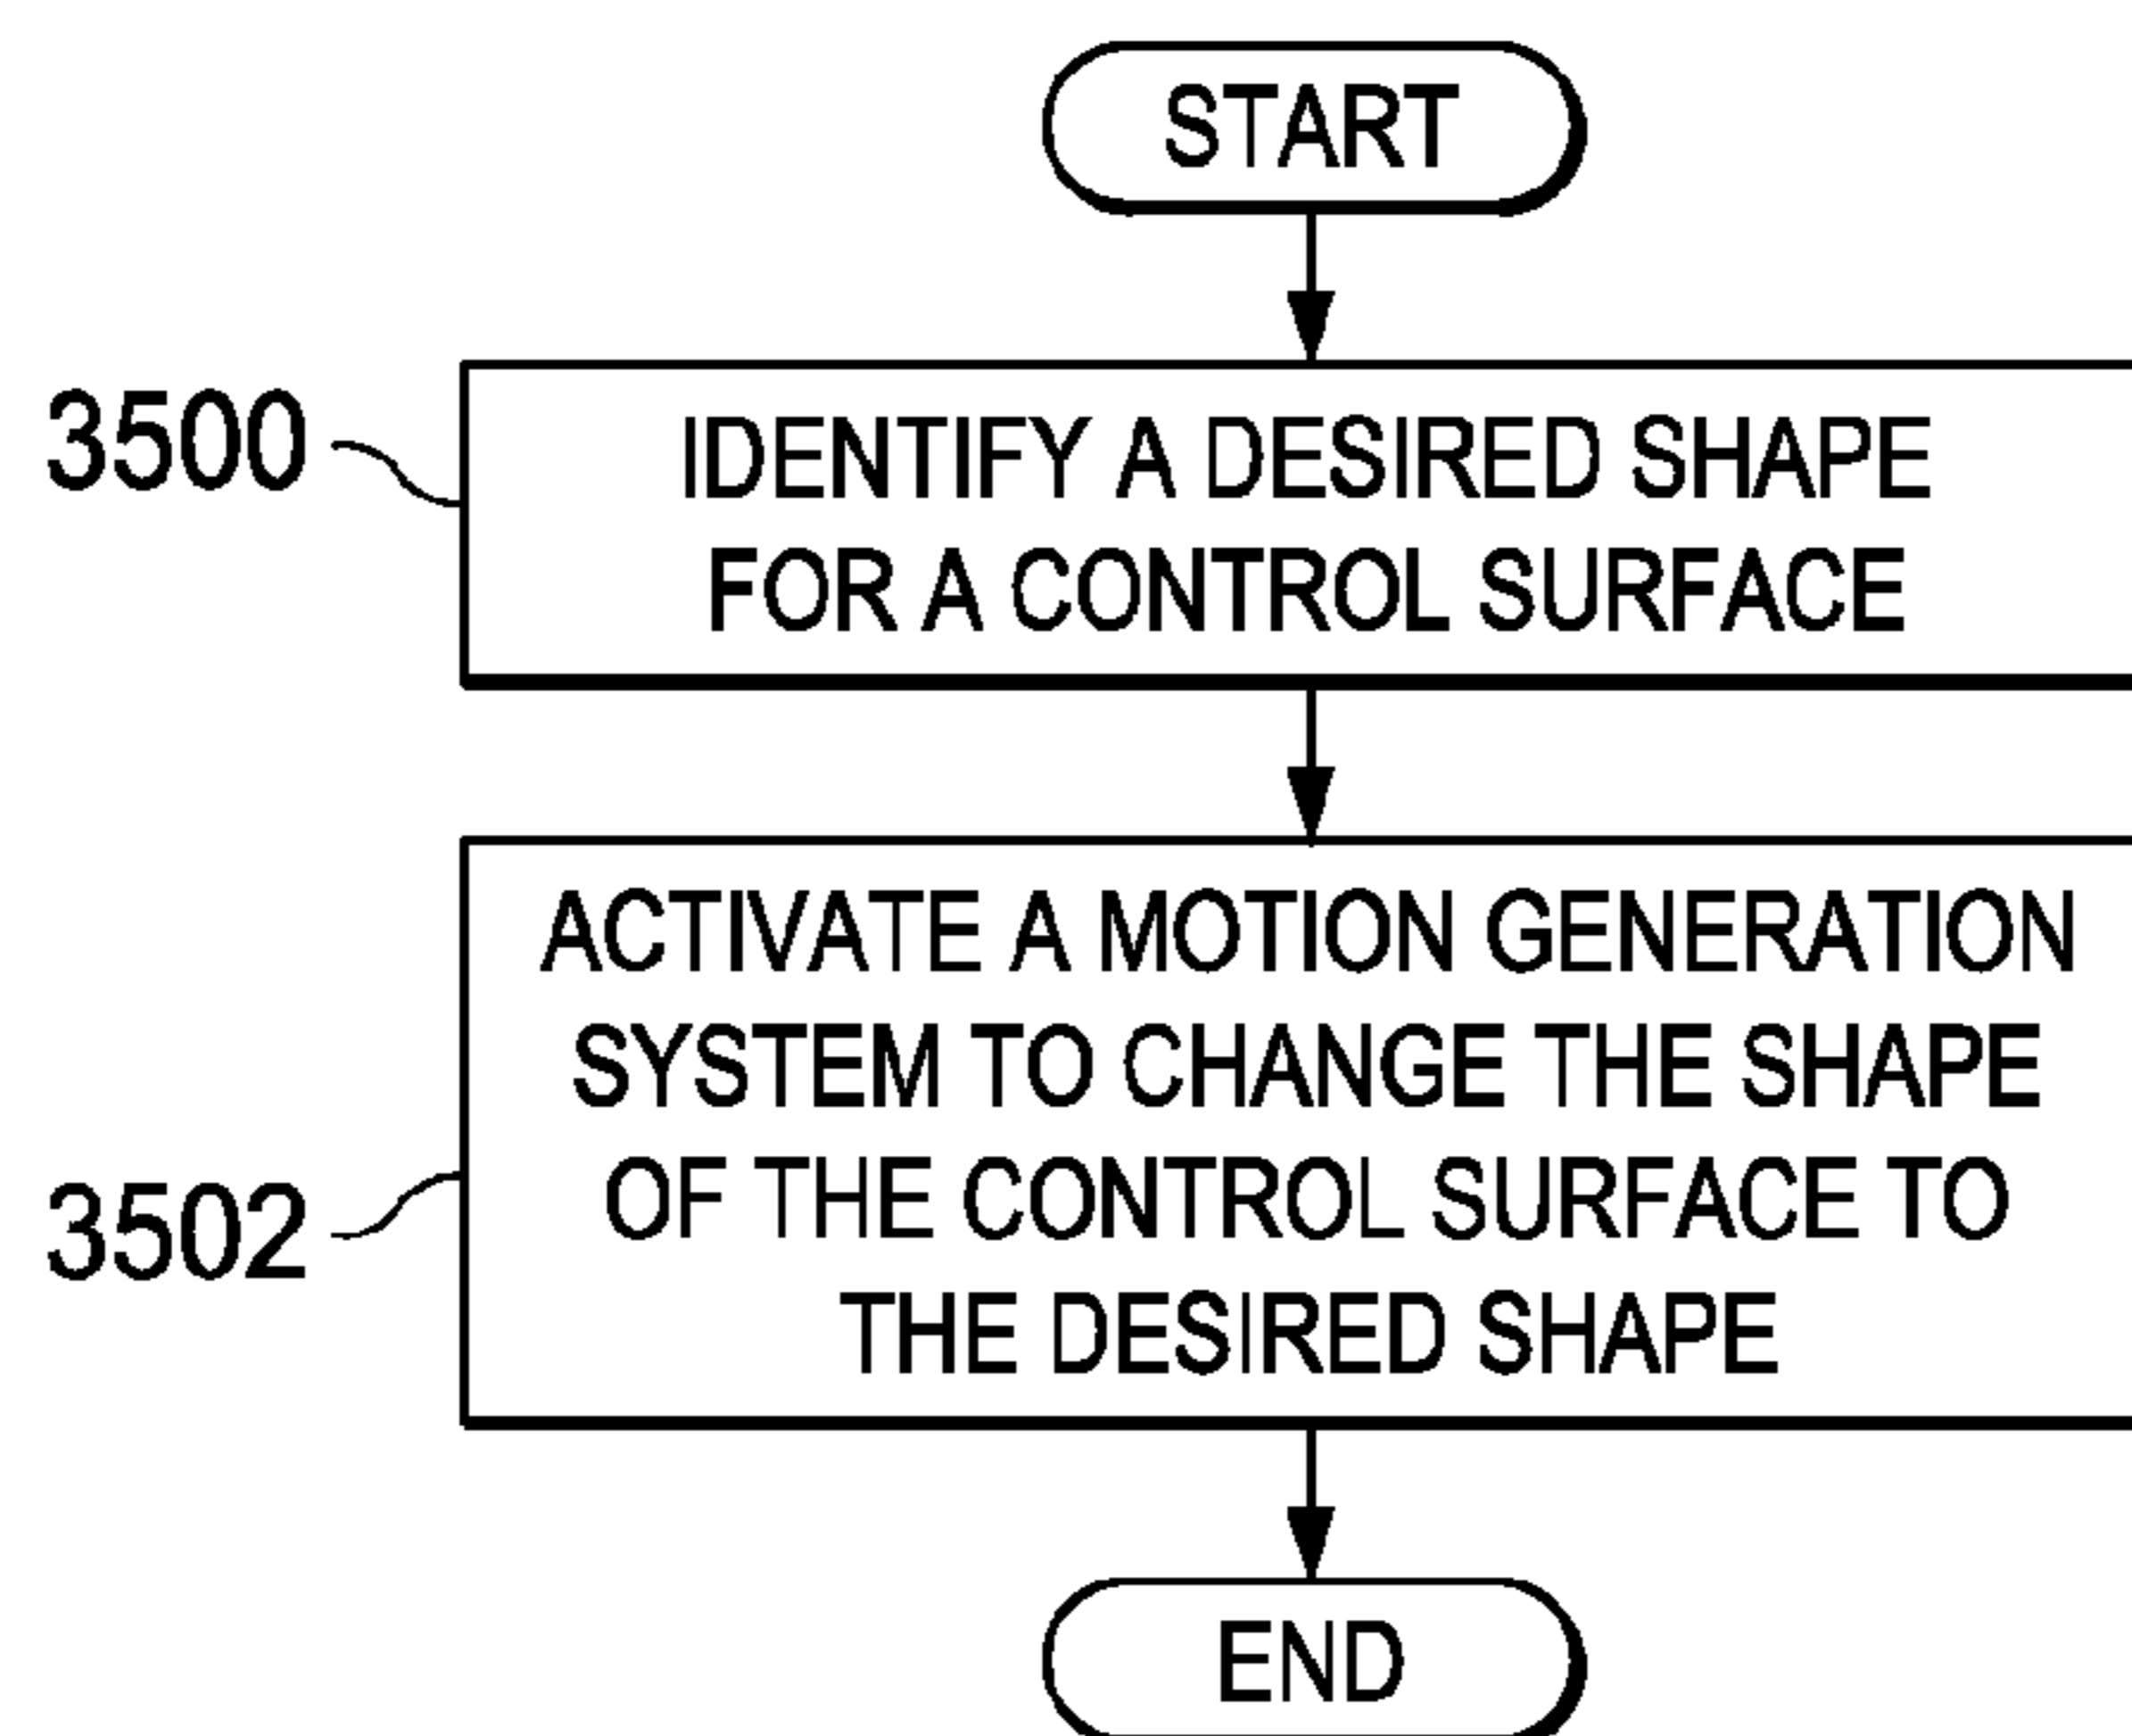 START
3500
IDENTIFY A DESIRED SHAPE
FOR A CONTROL SURFACE
ACTIVATE A MOTION GENERATION
SYSTEM TO CHANGE THE SHAPE
OF THE CONTROL SURFACE TO
THE DESIRED SHAPE
3502
END